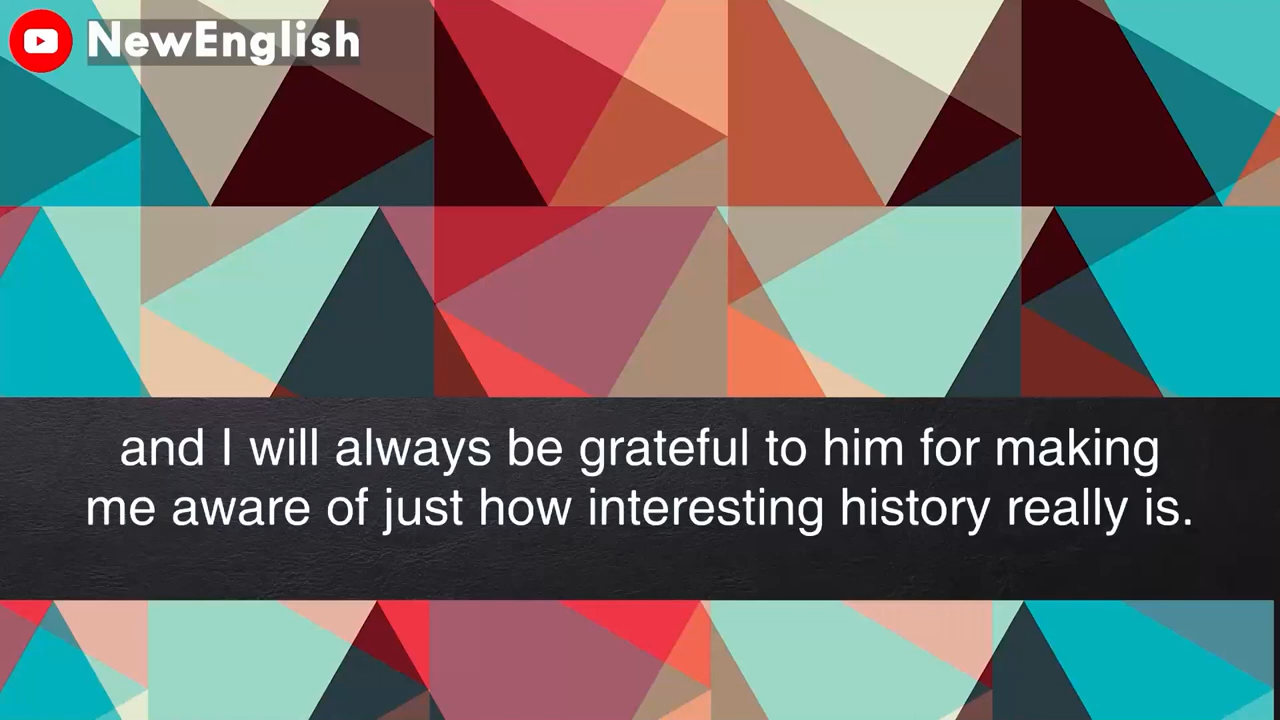 NewEnglish
and I will always be grateful to him for making
me aware of just how interesting history really is.